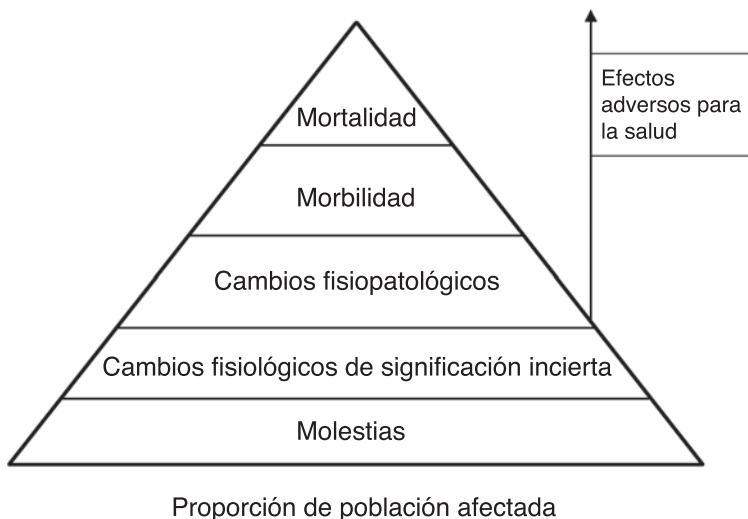 Mortalidad
Efectos
adversos para
la salud
Morbilidad
Cambios fisiopatológicos
Cambios fisiológicos de significación incierta
Molestias
Proporción de población afectada